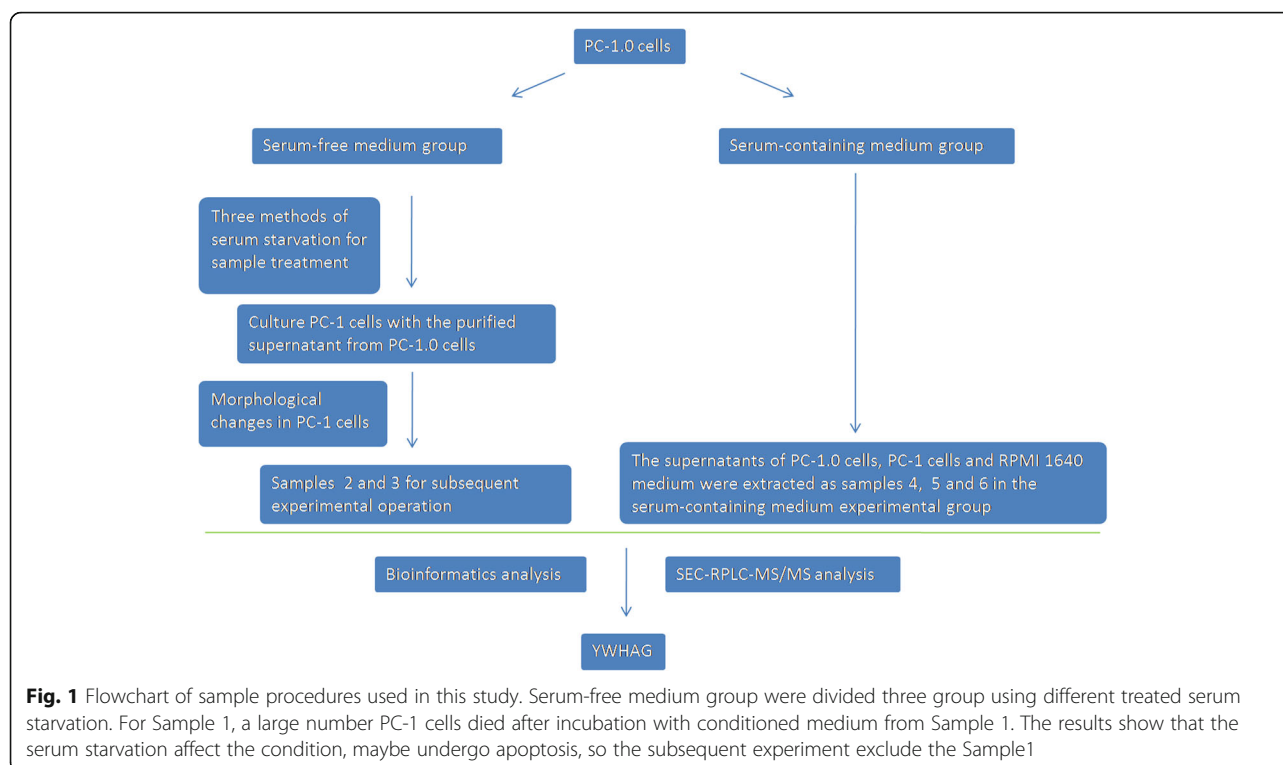 PC-1.0 cells
Serum-free medium group
Serum-containing medium group
Three methods of
serum starvation for
sample treatment
Culture PC-1 cells with the purified
supernatant from PC-1.0 cells
Morphological
changes in PC-1 cells
Samples 2 and 3 for subsequent
experimental operation
The supernatants of PC-1.0 cells, PC-1 cells and RPMI 1640
medium were extracted as samples 4, 5 and 6 in the
serum-containing medium experimental group
Bioinformatics analysis
SEC-RPLC-MS/MS analysis
YWHAG
Fig. 1 Flowchart of sample procedures used in this study. Serum-free medium group were divided three group using different treated serum
starvation. For Sample 1, a large number PC-1 cells died after incubation with conditioned medium from Sample 1. The results show that the
serum starvation affect the condition, maybe undergo apoptosis, so the subsequent experiment exclude the Sample1